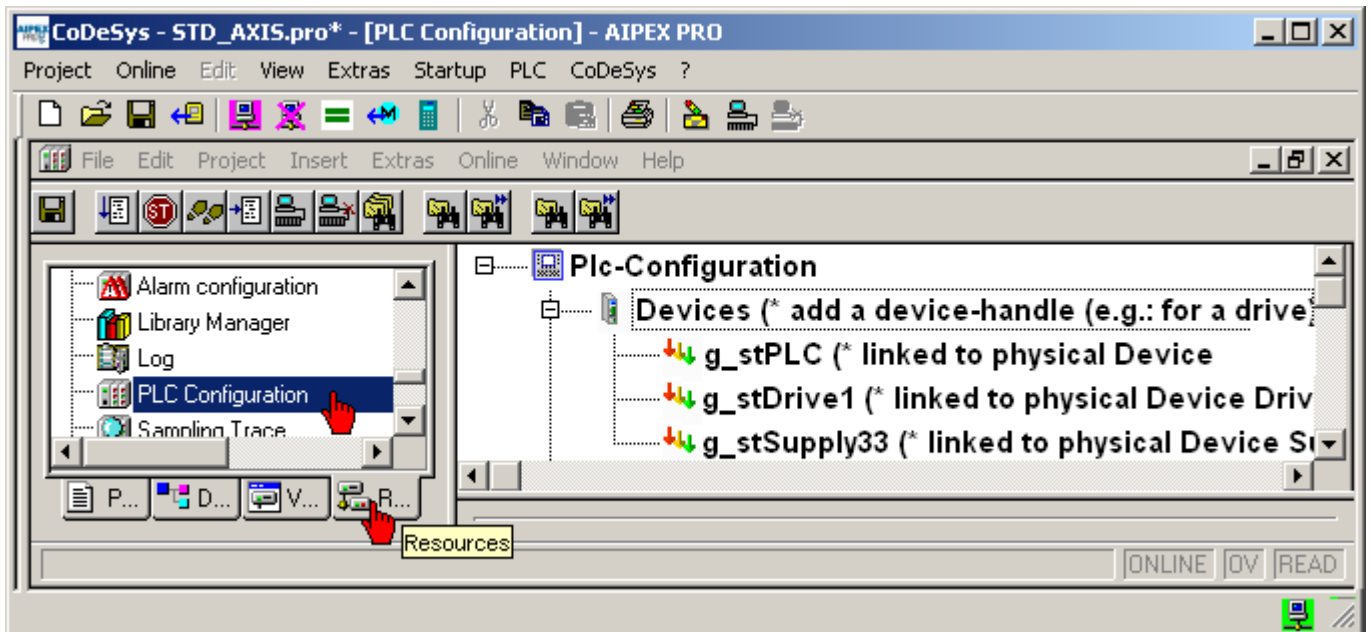 CoDeSys - STD_AXIS.pro* - [PLC Configuration] - AIPEX PRO
Project Online Edit View Extras Startup PLC CoDeSys ?
File Edit Project Insert Extras Online Window Help
Alarm configuration
Library Manager
Log
PLC Configuration
Sampling Trace
P... D... V... R...
Resources
Plc-Configuration
Devices (* add a device-handle (e.g.: for a drive)
g_stPLC (* linked to physical Device
g_stDrive1 (* linked to physical Device Driv
g_stSupply33 (* linked to physical Device Su
ONLINE OV READ